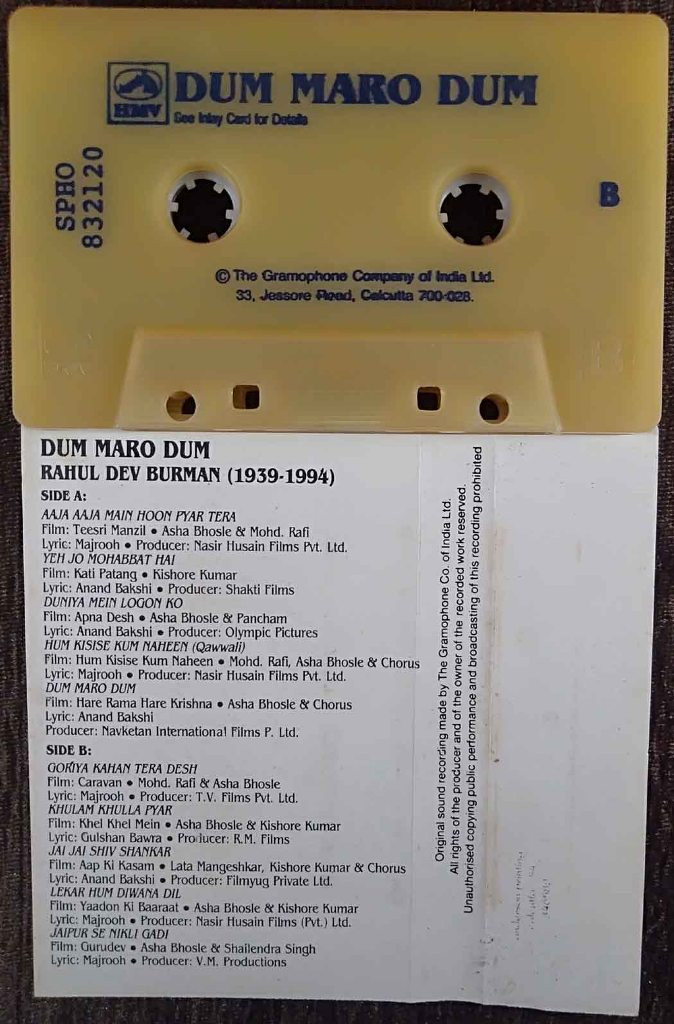 HMV
DUM MARO DUM
See Inlay Card for Details
SPHO
832120
B
© The Gramophone Company of India Ltd.
33, Jessore Road, Calcutta 700-028.
B
DUM MARO DUM
RAHUL DEV BURMAN (1939-1994)
SIDE A:
AAJA AAJA MAIN HOON PYAR TERA
Film: Teesri Manzil • Asha Bhosle & Mohd. Rafi
Lyric: Majrooh • Producer: Nasir Husain Films Pvt. Ltd.
YEH JO MOHABBAT HAI
Film: Kati Patang • Kishore Kumar
Lyric: Anand Bakshi • Producer: Shakti Films
DUNIYA MEIN LOGON KO
Film: Apna Desh • Asha Bhosle & Pancham
Lyric: Anand Bakshi • Producer: Olympic Pictures
HUM KISISE KUM NAHEEN (Qawwali)
Film: Hum Kisise Kum Naheen • Mohd. Rafi, Asha Bhosle & Chorus
Lyric: Majrooh • Producer: Nasir Husain Films Pvt. Ltd.
DUM MARO DUM
Film: Hare Rama Hare Krishna • Asha Bhosle & Chorus
Lyric: Anand Bakshi
Producer: Navketan International Films P. Ltd.
SIDE B:
GORIYA KAHAN TERA DESH
Film: Caravan • Mohd. Rafi & Asha Bhosle
Lyric: Majrooh • Producer: T.V. Films Pvt. Ltd.
KHULAM KHULLA PYAR
Film: Khel Khel Mein • Asha Bhosle & Kishore Kumar
Lyric: Gulshan Bawra • Producer: R.M. Films
JAI JAI SHIV SHANKAR
Film: Aap Ki Kasam • Lata Mangeshkar, Kishore Kumar & Chorus
Lyric: Anand Bakshi • Producer: Filmyug Private Ltd.
LEKAR HUM DIWANA DIL
Film: Yaadon Ki Baaraat • Asha Bhosle & Kishore Kumar
Lyric: Majrooh • Producer: Nasir Husain Films (Pvt.) Ltd.
JAIPUR SE NIKLI GADI
Film: Gurudev • Asha Bhosle & Shailendra Singh
Lyric: Majrooh • Producer: V.M. Productions
Original sound recording made by The Gramophone Co. of India Ltd.
All rights of the producer and of the owner of the recorded work reserved.
Unauthorised copying public performance and broadcasting of this recording prohibited